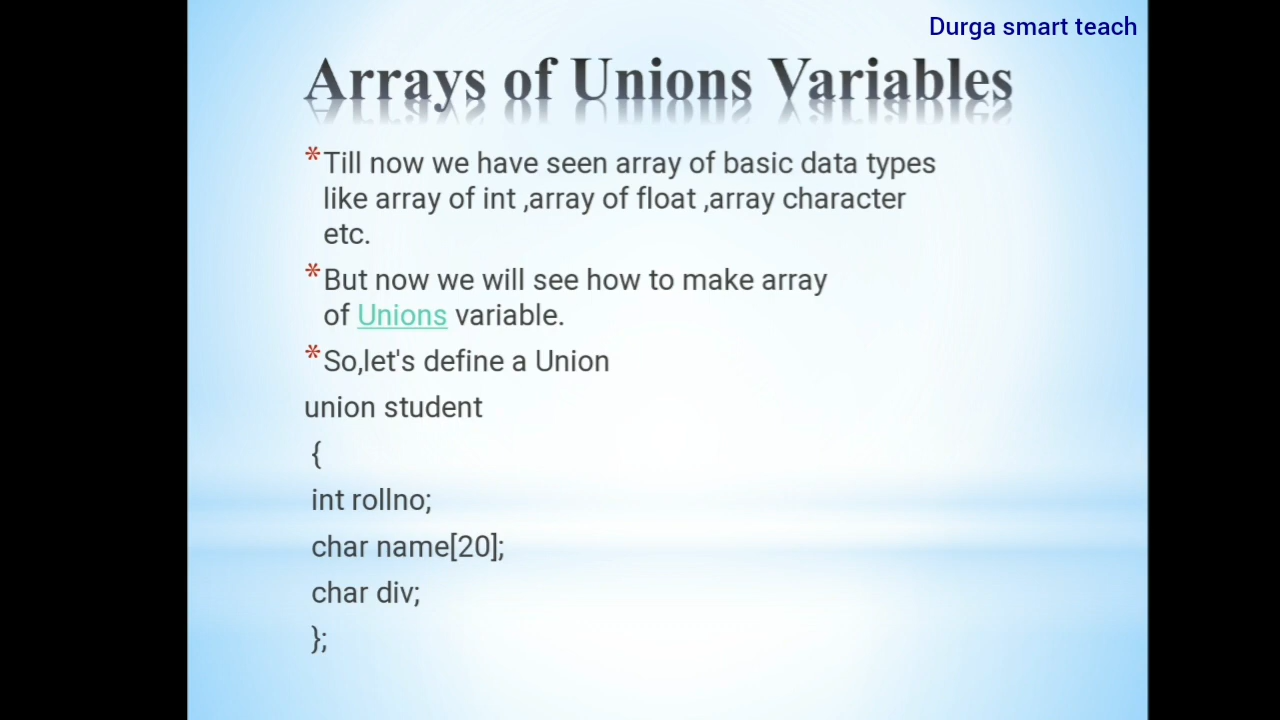 Durga smart teach
Arrays of Unions Variables
*Till now we have seen array of basic data types
like array of int ,array of float ,array character
etc.
*But now we will see how to make array
of Unions variable.
*So,let's define a Union
union student
{
int rollno;
char name[20];
char div;
};